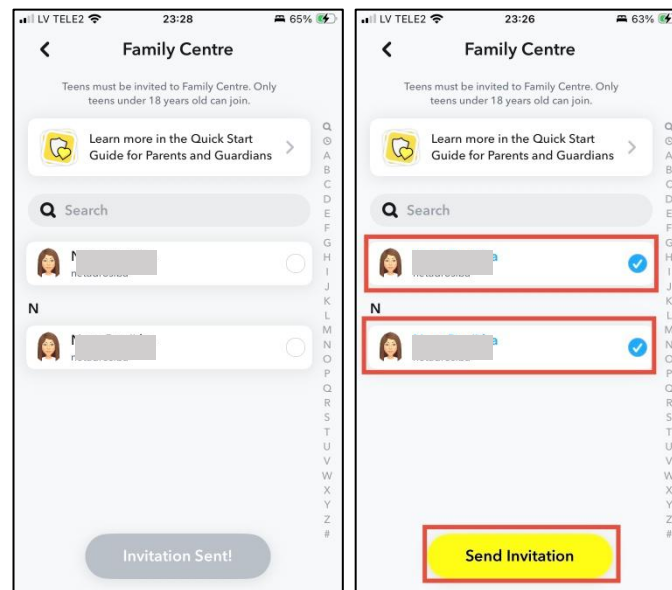 LV TELE2
23:28
65%
Family Centre
Teens must be invited to Family Centre. Only
teens under 18 years old can join.
Learn more in the Quick Start
Guide for Parents and Guardians
Search
N
Invitation Sent!
A
B
C
D
E
F
G
H
I
J
K
L
M
N
O
P
Q
R
S
T
U
V
W
X
Y
Z
#
LV TELE2
23:26
63%
Family Centre
Teens must be invited to Family Centre. Only
teens under 18 years old can join.
Learn more in the Quick Start
Guide for Parents and Guardians
Search
a
N
a
Send Invitation
A
B
C
D
E
F
G
H
I
J
K
L
M
N
O
P
Q
R
S
T
U
V
W
X
Y
Z
#